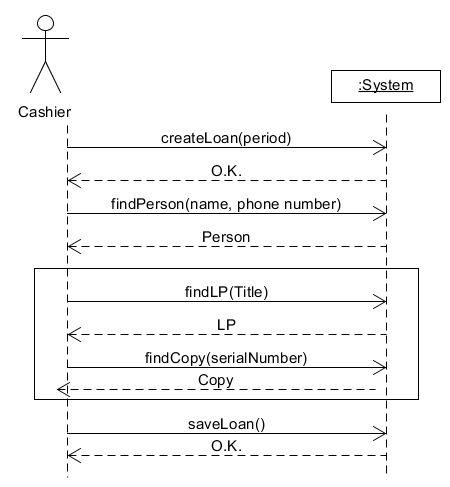 :System
Cashier
createLoan(period)
O.K.
findPerson(name, phone number)
Person
findLP(Title)
LP
findCopy(serialNumber)
Copy
saveLoan()
O.K.